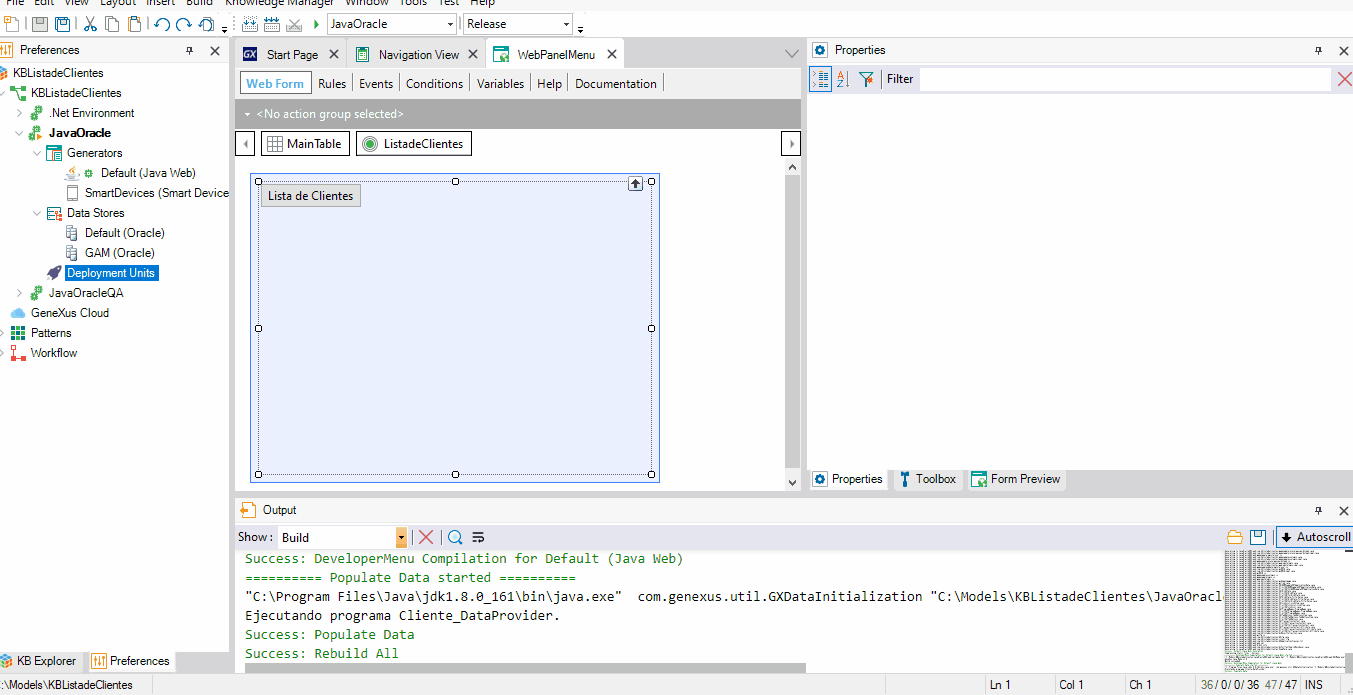 File Edit View Layout Insert Build Knowledge Manager Window Tools Test Help
JavaOracle Release
Preferences
KBListadeClientes
KBListadeClientes
.Net Environment
JavaOracle
Generators
Default (Java Web)
SmartDevices (Smart Device
Data Stores
Default (Oracle)
GAM (Oracle)
Deployment Units
JavaOracleQA
GeneXus Cloud
Patterns
Workflow
KB Explorer Preferences
GX Start Page Navigation View WebPanelMenu
Web Form Rules Events Conditions Variables Help Documentation
<No action group selected>
MainTable ListadeClientes
Lista de Clientes
Properties
Filter
Properties Toolbox Form Preview
Output
Show: Build Autoscroll
Success: DeveloperMenu Compilation for Default (Java Web)
========== Populate Data started ==========
"C:\Program Files\Java\jdk1.8.0_161\bin\java.exe"  com.genexus.util.GXDataInitialization "C:\Models\KBListadeClientes\JavaOracle
Ejecutando programa Cliente_DataProvider.
Success: Populate Data
Success: Rebuild All
:\Models\KBListadeClientes Ln 1 Col 1 Ch 1 36/0/0/36 47/47 INS